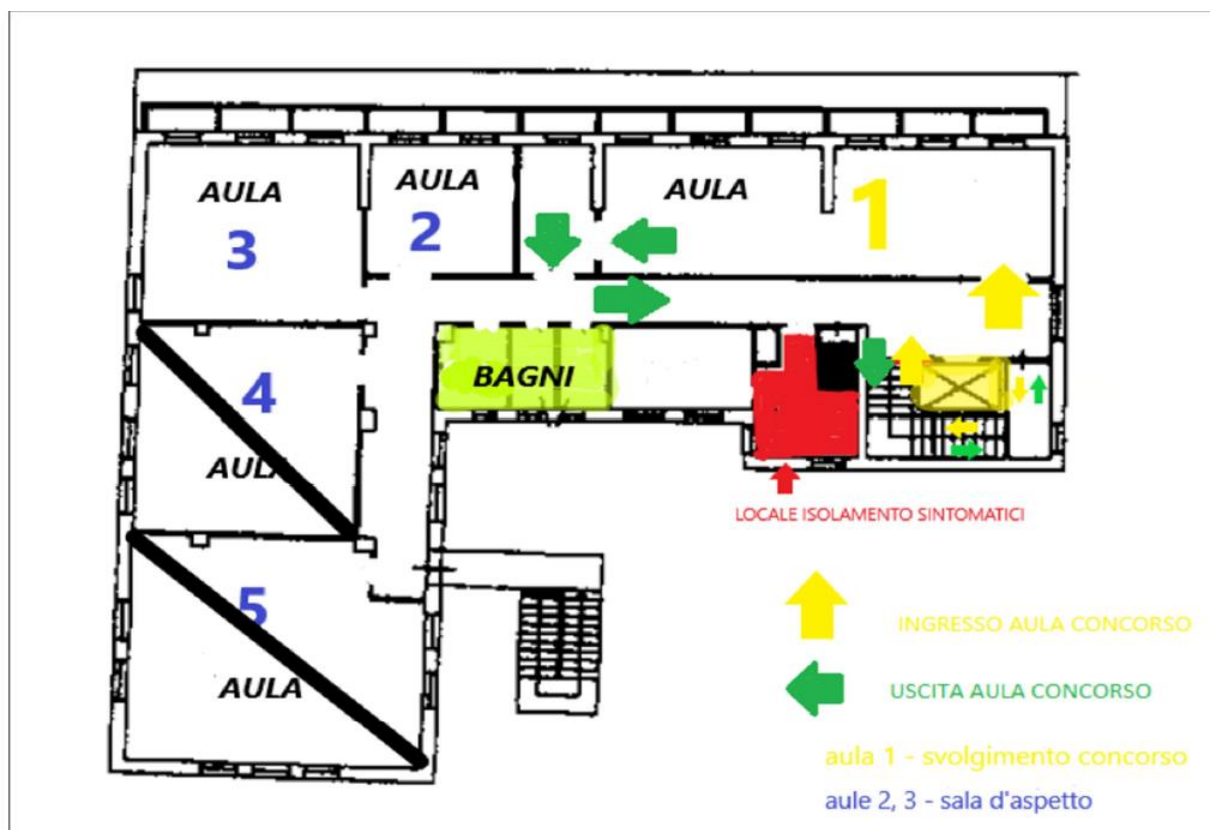 AULA
3
AULA
2
AULA
1
BAGNI
4
AULA
5
AULA
LOCALE ISOLAMENTO SINTOMATICI
INGRESSO AULA CONCORSO
USCITA AULA CONCORSO
aula 1 - svolgimento concorso
aule 2, 3 - sala d'aspetto